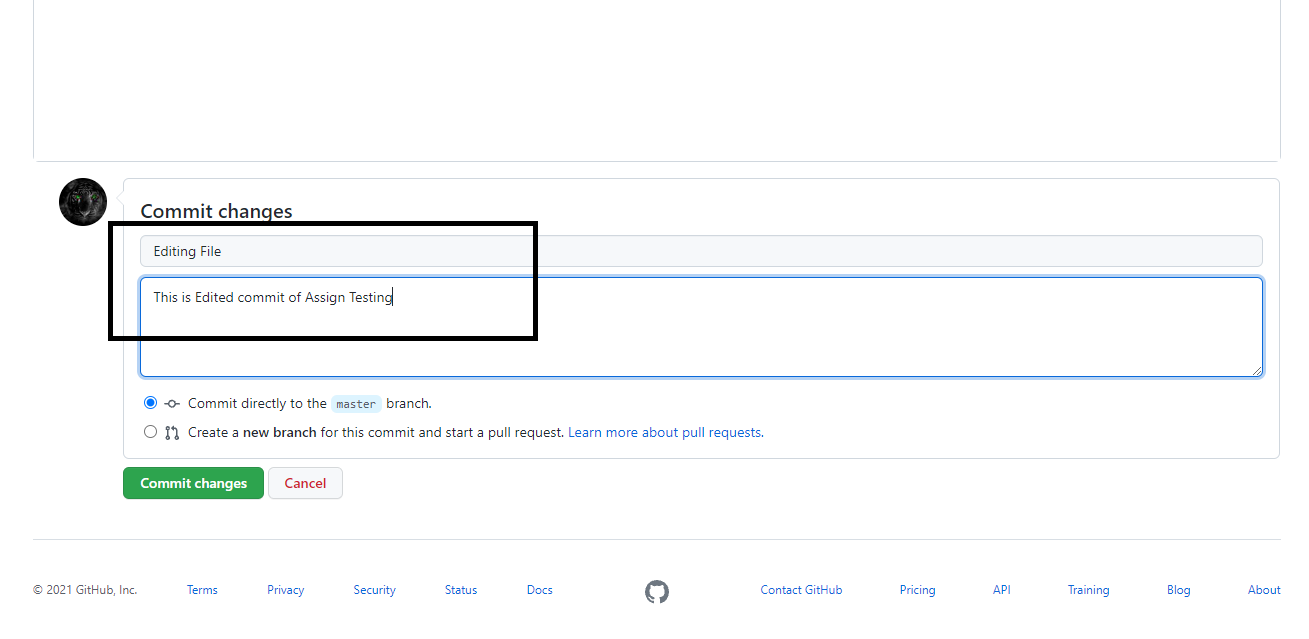 Commit changes
Editing File
This is Edited commit of Assign Testing
Commit directly to the master branch.
Create a new branch for this commit and start a pull request. Learn more about pull requests.
Commit changes Cancel
© 2021 GitHub, Inc. Terms Privacy Security Status Docs Contact GitHub Pricing API Training Blog About